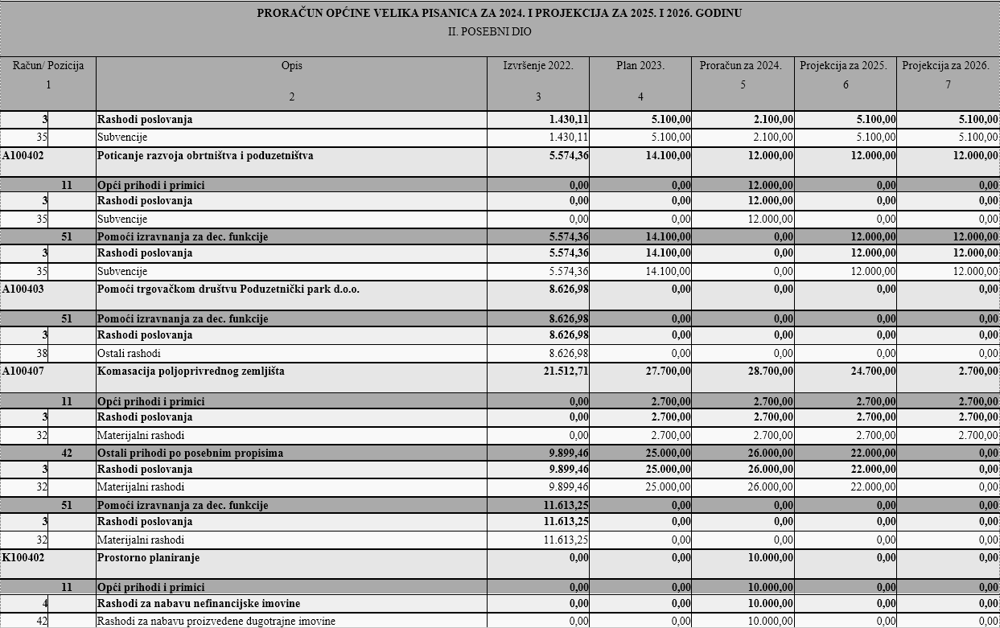 PRORAČUN OPĆINE VELIKA PISANICA ZA 2024. I PROJEKCIJA ZA 2025. I 2026. GODINU
II. POSEBNI DIO
Račun/ Pozicija Opis Izvršenje 2022. Plan 2023. Proračun za 2024. Projekcija za 2025. Projekcija za 2026.
1 2 3 4 5 6 7
3 Rashodi poslovanja 1.430,11 5.100,00 2.100,00 5.100,00 5.100,00
35 Subvencije 1.430,11 5.100,00 2.100,00 5.100,00 5.100,00
A100402 Poticanje razvoja obrtništva i poduzetništva 5.574,36 14.100,00 12.000,00 12.000,00 12.000,00
11 Opći prihodi i primici 0,00 0,00 12.000,00 0,00 0,00
3 Rashodi poslovanja 0,00 0,00 12.000,00 0,00 0,00
35 Subvencije 0,00 0,00 12.000,00 0,00 0,00
51 Pomoći izravnanja za dec. funkcije 5.574,36 14.100,00 0,00 12.000,00 12.000,00
3 Rashodi poslovanja 5.574,36 14.100,00 0,00 12.000,00 12.000,00
35 Subvencije 5.574,36 14.100,00 0,00 12.000,00 12.000,00
A100403 Pomoći trgovačkom društvu Poduzetnički park d.o.o. 8.626,98 0,00 0,00 0,00 0,00
51 Pomoći izravnanja za dec. funkcije 8.626,98 0,00 0,00 0,00 0,00
3 Rashodi poslovanja 8.626,98 0,00 0,00 0,00 0,00
38 Ostali rashodi 8.626,98 0,00 0,00 0,00 0,00
A100407 Komasacija poljoprivrednog zemljišta 21.512,71 27.700,00 28.700,00 24.700,00 2.700,00
11 Opći prihodi i primici 0,00 2.700,00 2.700,00 2.700,00 2.700,00
3 Rashodi poslovanja 0,00 2.700,00 2.700,00 2.700,00 2.700,00
32 Materijalni rashodi 0,00 2.700,00 2.700,00 2.700,00 2.700,00
42 Ostali prihodi po posebnim propisima 9.899,46 25.000,00 26.000,00 22.000,00 0,00
3 Rashodi poslovanja 9.899,46 25.000,00 26.000,00 22.000,00 0,00
32 Materijalni rashodi 9.899,46 25.000,00 26.000,00 22.000,00 0,00
51 Pomoći izravnanja za dec. funkcije 11.613,25 0,00 0,00 0,00 0,00
3 Rashodi poslovanja 11.613,25 0,00 0,00 0,00 0,00
32 Materijalni rashodi 11.613,25 0,00 0,00 0,00 0,00
K100402 Prostorno planiranje 0,00 0,00 10.000,00 0,00 0,00
11 Opći prihodi i primici 0,00 0,00 10.000,00 0,00 0,00
4 Rashodi za nabavu nefinancijske imovine 0,00 0,00 10.000,00 0,00 0,00
42 Rashodi za nabavu proizvedene dugotrajne imovine 0,00 0,00 10.000,00 0,00 0,00